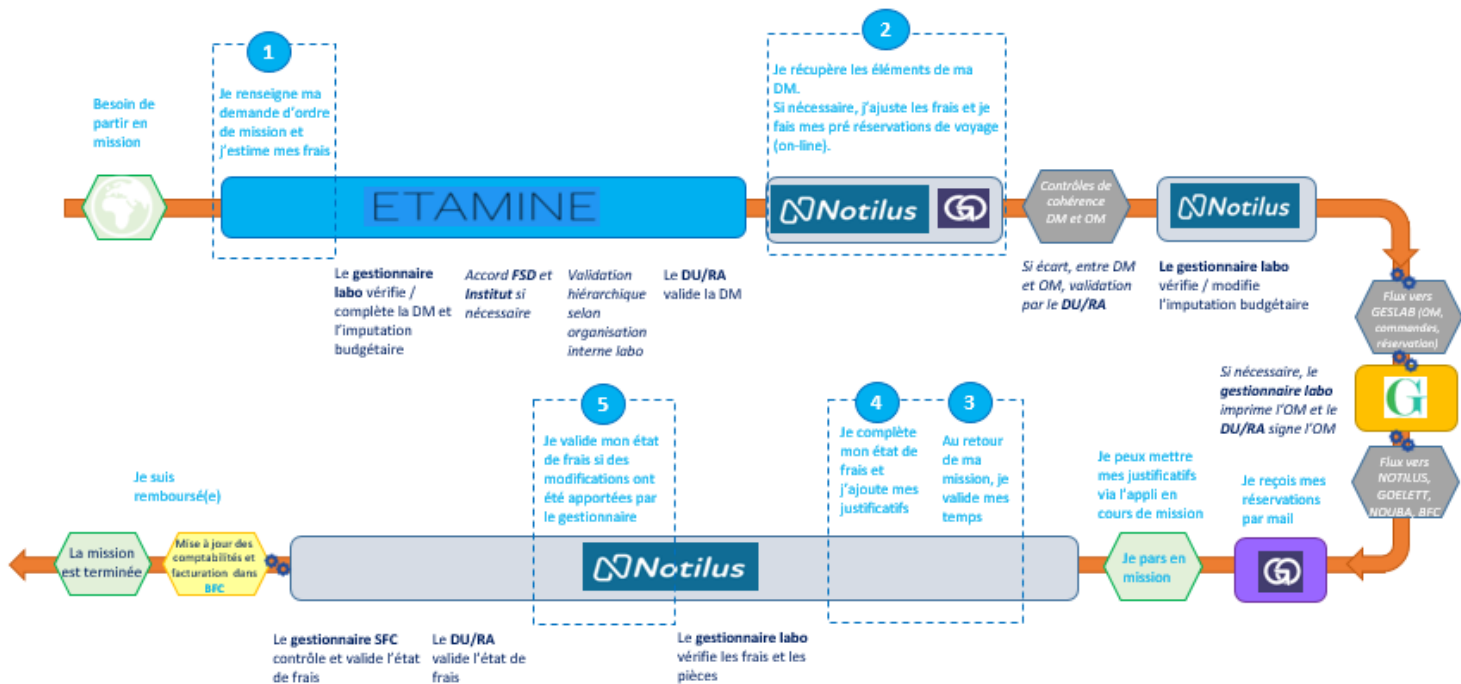 1
Je renseigne ma
demande d'ordre
de mission et
j'estime mes frais
2
Je récupère les éléments de ma
DM.
Si nécessaire, j'ajuste les frais et je
fais mes pré réservations de voyage
(on-line).
Besoin de
partir en
mission
ETAMINE
Notilus
Contrôles de
cohérence
DM et OM
Notilus
Le gestionnaire
labo vérifie /
complète la DM et
l'imputation
budgétaire
Accord FSD et
Institut si
nécessaire
Validation
hiérarchique
selon
organisation
interne labo
Le DU/RA
valide la DM
Si écart, entre DM
et OM, validation
par le DU/RA
Le gestionnaire labo
vérifie / modifie
l'imputation budgétaire
Flux vers
GESLAB (OM,
commandes,
réservation)
Si nécessaire, le
gestionnaire labo
imprime l'OM et le
DU/RA signe l'OM
G
Flux vers
NOTILUS,
GOELETT,
NOUBA, BFC
Je reçois mes
réservations
par mail
Je peux mettre
mes justificatifs
via l'appli en
cours de mission
Je pars en
mission
3
Au retour
de ma
mission, je
valide mes
temps
4
Je complète
mon état de
frais et
j'ajoute mes
justificatifs
5
Je valide mon état
de frais si des
modifications ont
été apportées par
le gestionnaire
Notilus
Le gestionnaire labo
vérifie les frais et les
pièces
Le DU/RA
valide l'état de
frais
Le gestionnaire SFC
contrôle et valide l'état
de frais
Je suis
remboursé(e)
Mise à jour des
comptabilités et
facturation dans
BFC
La mission
est terminée